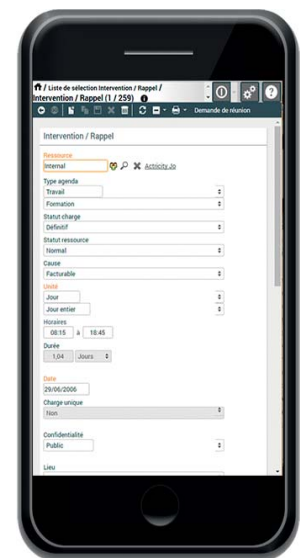 / Liste de sélection Intervention / Rappel /
Intervention / Rappel (1 / 259)
Demande de réunion
Intervention / Rappel
Ressource
Internal
Acticity Jo
Type agenda
Travail
Formation
Statut charge
Définitif
Statut ressource
Normal
Cause
Facturable
Unité
Jour
Jour entier
Horaires
08:15 à 18:45
Durée
1,04 Jours
Date
29/06/2006
Charge unique
Non
Confidentialité
Public
Lieu